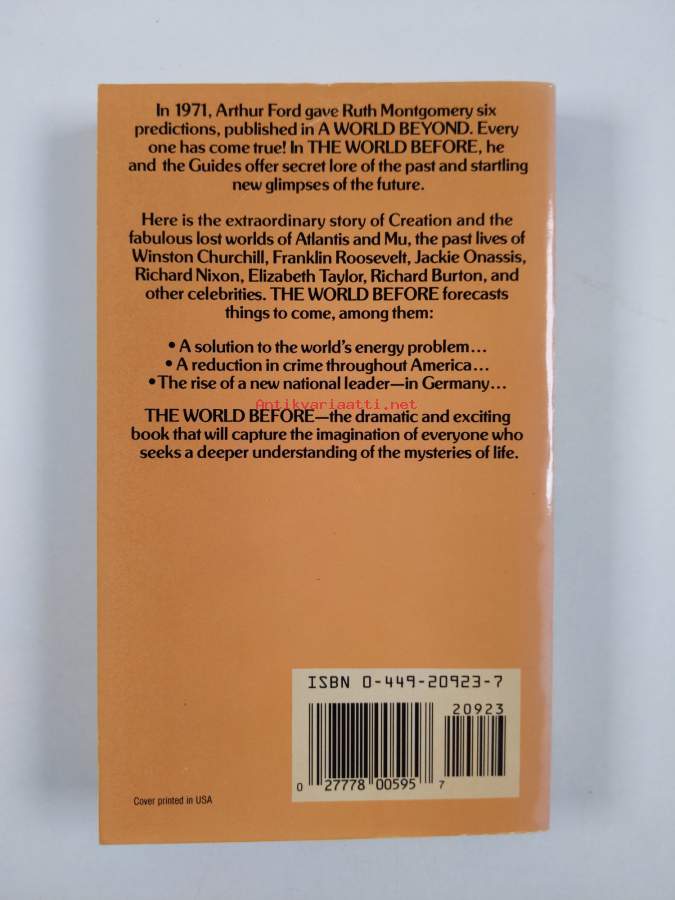 In 1971, Arthur Ford gave Ruth Montgomery six
predictions, published in A WORLD BEYOND. Every
one has come true! In THE WORLD BEFORE, he
and the Guides offer secret lore of the past and startling
new glimpses of the future.
Here is the extraordinary story of Creation and the
fabulous lost worlds of Atlantis and Mu, the past lives of
Winston Churchill, Franklin Roosevelt, Jackie Onassis,
Richard Nixon, Elizabeth Taylor, Richard Burton, and
other celebrities. THE WORLD BEFORE forecasts
things to come, among them:
• A solution to the world's energy problem...
• A reduction in crime throughout America...
• The rise of a new national leader—in Germany...
Antikvariaatti.net
THE WORLD BEFORE—the dramatic and exciting
book that will capture the imagination of everyone who
seeks a deeper understanding of the mysteries of life.
ISBN 0-449-20923-7
20923
0 27778 00595 7
Cover printed in USA